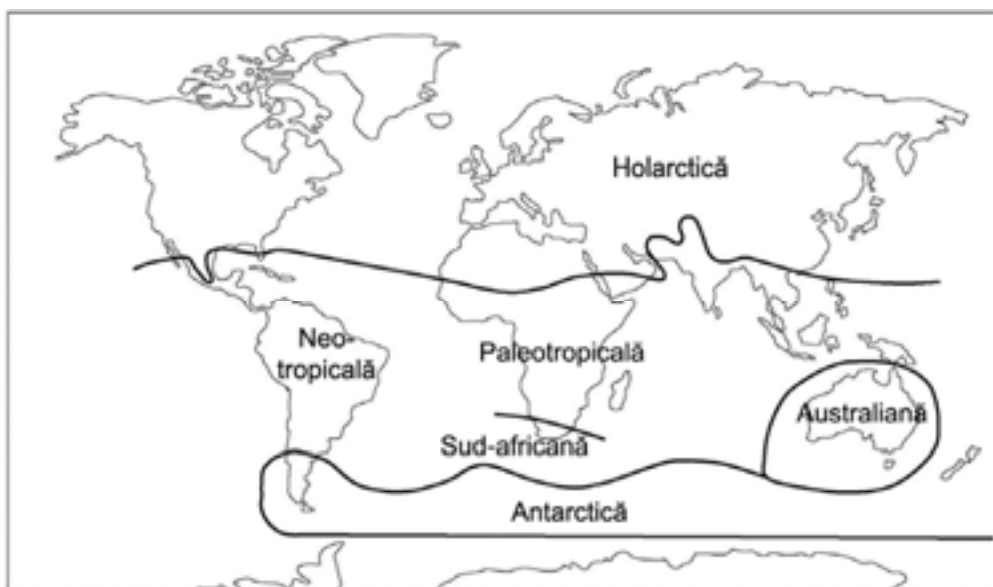 Holarctică
Neo-
tropicală
Paleotropicală
Australiană
Sud-africană
Antarctică